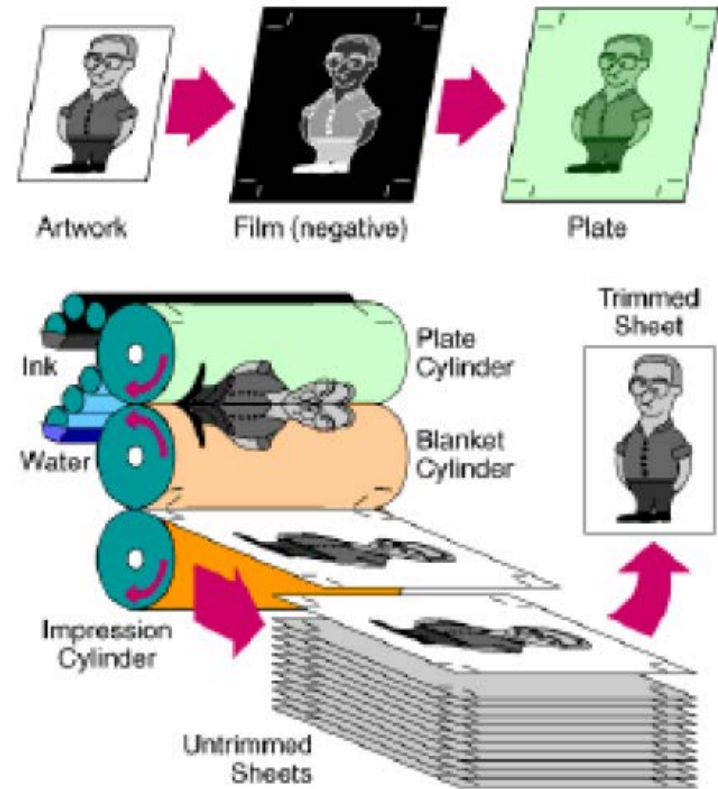 Artwork
Film (negative)
Plate
Trimmed
Sheet
Ink
Plate
Cylinder
Water
Blanket
Cylinder
Impression
Cylinder
Untrimmed
Sheets